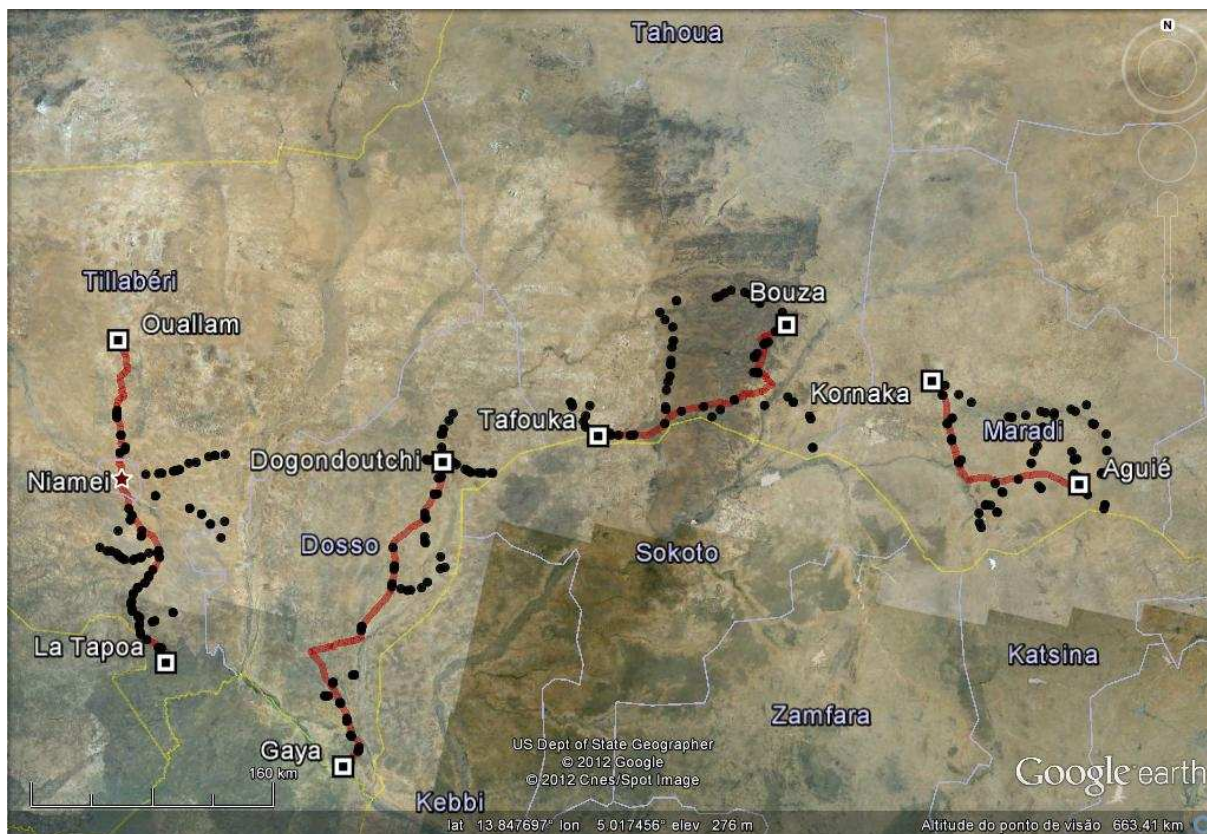 Tahoua
N
Tillabéri
Ouallam
Bouza
Kornaka
Maradi
Tafouka
Dogondoutchi
Niamei
Aguié
Dosso
Sokoto
La Tapoa
Katsina
Zamfara
Gaya
160 km
US Dept of State Geographer
© 2012 Google
© 2012 Cnes/Spot Image
Google earth
Kebbi
lat 13.847697° lon 5.017456° elev 276 m
Altitude do ponto de visão 663.41 km